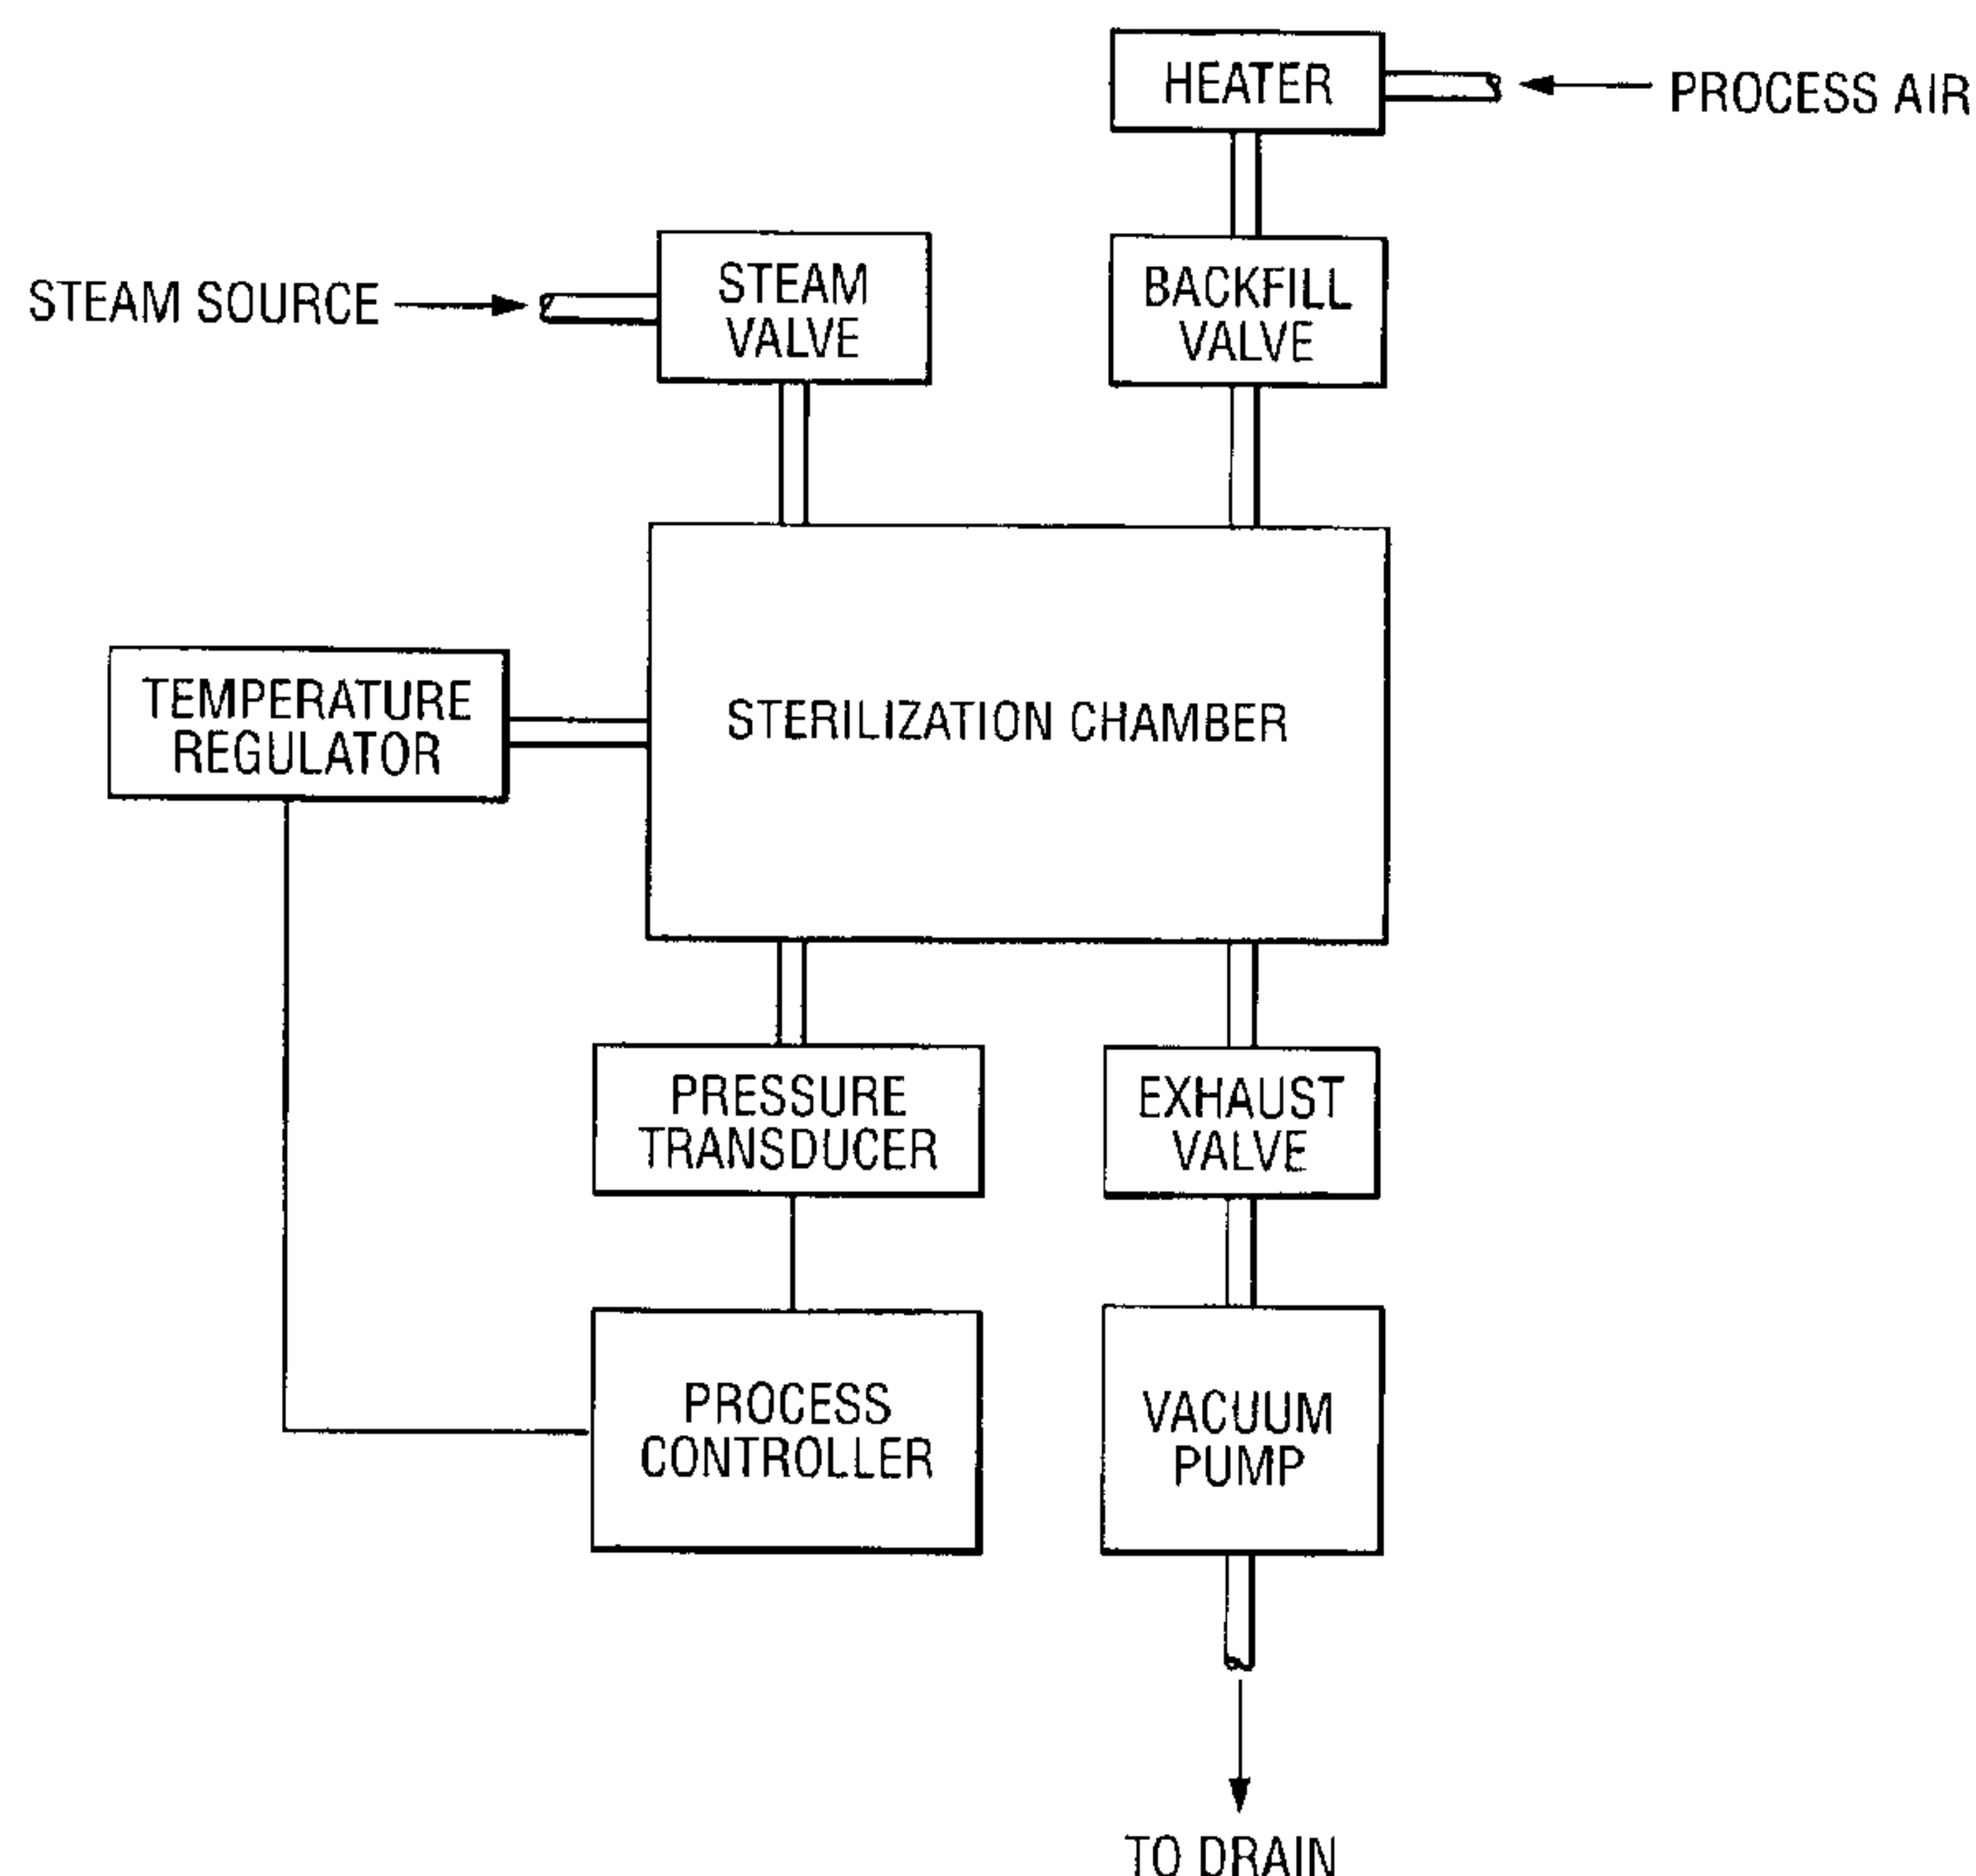 HEATER
PROCESS AIR
STEAM SOURCE
STEAM
VALVE
BACKFILL
VALVE
TEMPERATURE
REGULATOR
STERILIZATION CHAMBER
PRESSURE
TRANSDUCER
EXHAUST
VALVE
PROCESS
CONTROLLER
VACUUM
PUMP
TO DRAIN